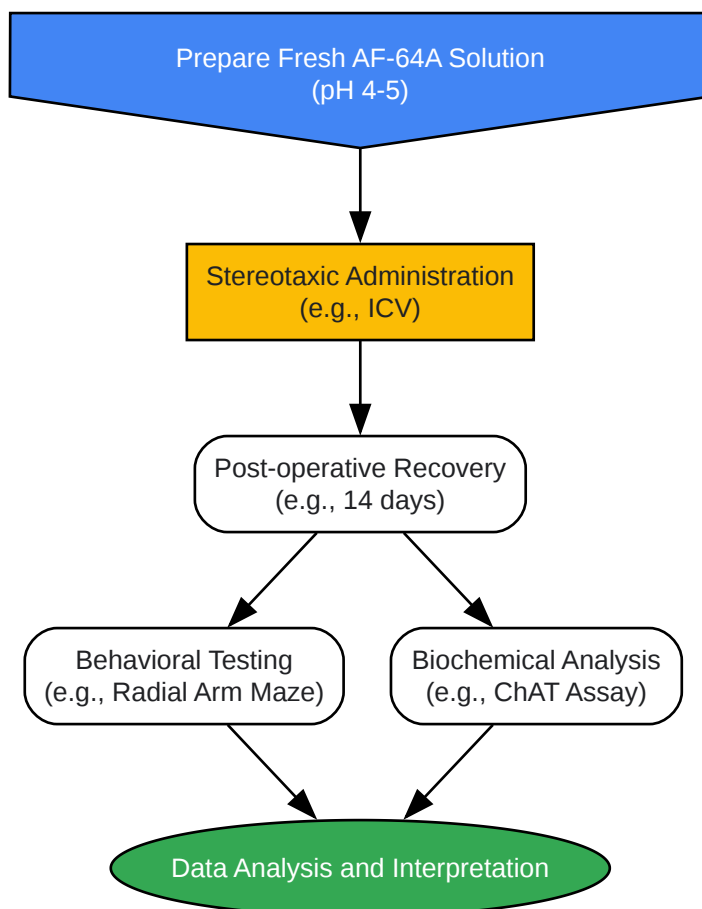 Prepare Fresh AF-64A Solution
(pH 4-5)
Stereotaxic Administration
(e.g., ICV)
Post-operative Recovery
(e.g., 14 days)
Behavioral Testing
(e.g., Radial Arm Maze)
Biochemical Analysis
(e.g., ChAT Assay)
Data Analysis and Interpretation